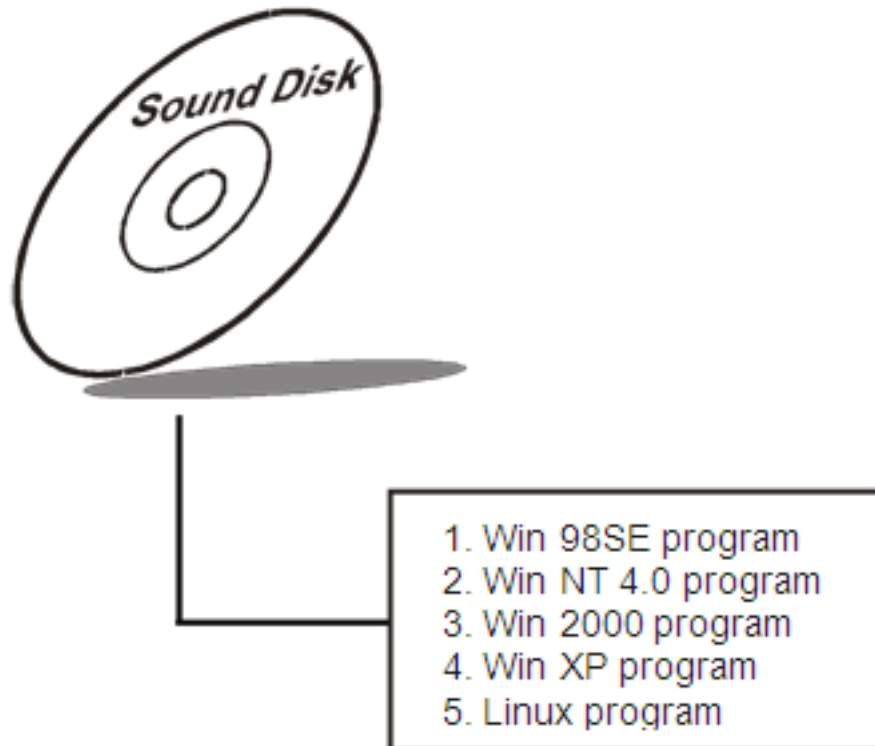 Sound Disk
1. Win 98SE program
2. Win NT 4.0 program
3. Win 2000 program
4. Win XP program
5. Linux program